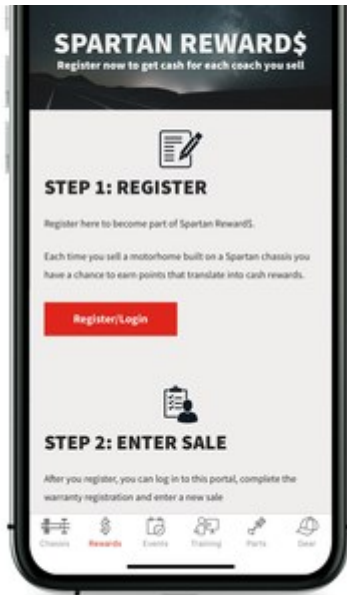 SPARTAN REWARD$
Register now to get cash for each coach you sell
STEP 1: REGISTER
Register here to become part of Spartan Reward$.
Each time you sell a motorhome built on a Spartan chassis you
have a chance to earn points that translate into cash rewards.
Register/Login
STEP 2: ENTER SALE
After you register, you can log in to this portal, complete the
warranty registration and enter a new sale
Chassis Rewards Events Training Parts Gear